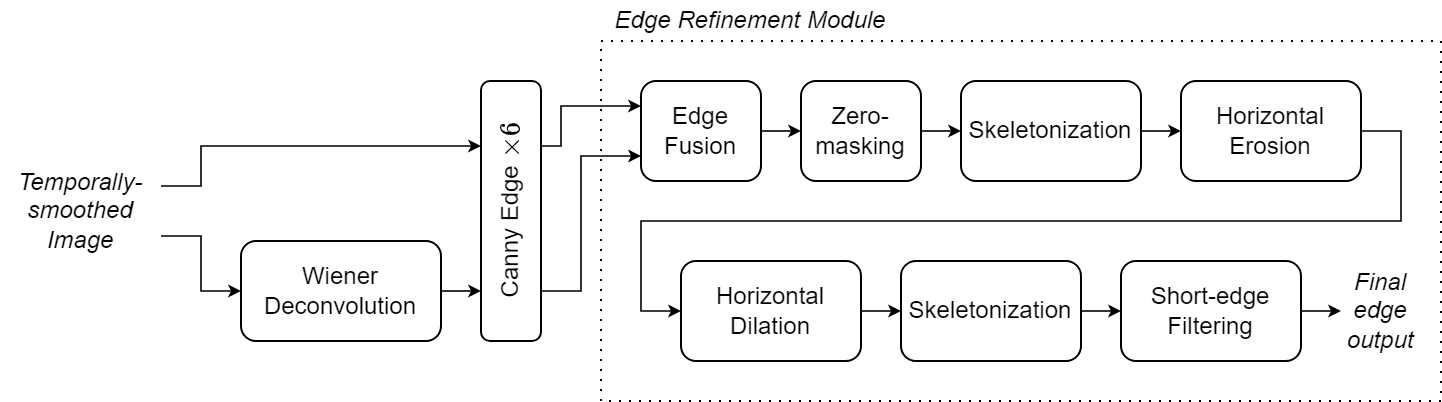 Edge Refinement Module
Temporally-
smoothed
Image
Wiener
Deconvolution
Canny Edge ×6
Edge
Fusion
Zero-
masking
Skeletonization
Horizontal
Erosion
Horizontal
Dilation
Skeletonization
Short-edge
Filtering
Final
edge
output